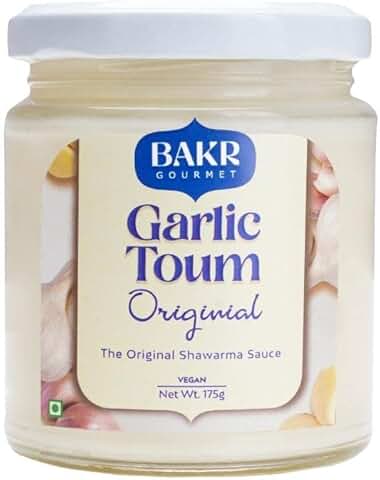 BAKR
GOURMET
Garlic
Toum
Originial
The Original Shawarma Sauce
VEGAN
Net Wt. 175g